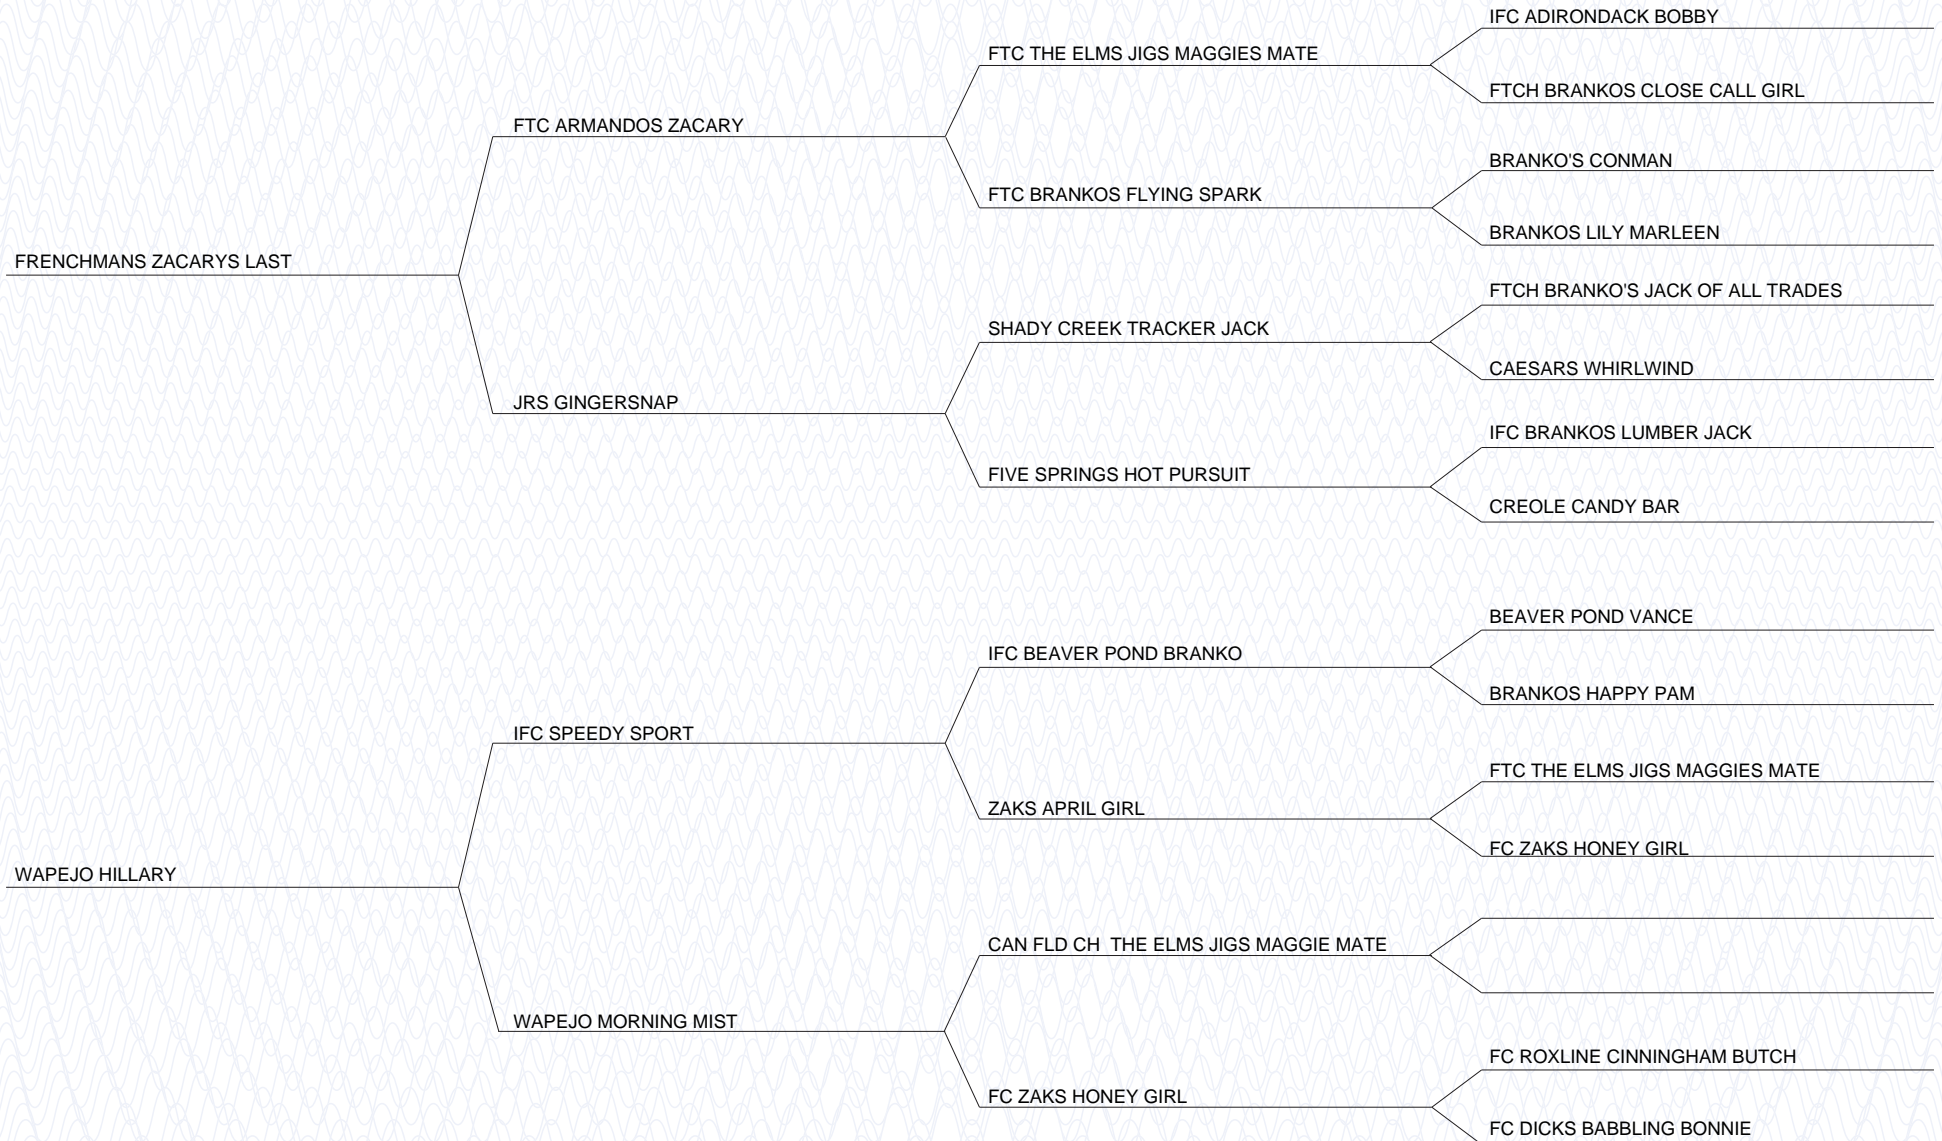 IFC ADIRONDACK BOBBY
FTC THE ELMS JIGS MAGGIES MATE
FTCH BRANKOS CLOSE CALL GIRL
FTC ARMANDOS ZACARY
BRANKO'S CONMAN
FTC BRANKOS FLYING SPARK
BRANKOS LILY MARLEEN
FRENCHMANS ZACARYS LAST
FTCH BRANKO'S JACK OF ALL TRADES
SHADY CREEK TRACKER JACK
CAESARS WHIRLWIND
JRS GINGERSNAP
IFC BRANKOS LUMBER JACK
FIVE SPRINGS HOT PURSUIT
CREOLE CANDY BAR
BEAVER POND VANCE
IFC BEAVER POND BRANKO
BRANKOS HAPPY PAM
IFC SPEEDY SPORT
FTC THE ELMS JIGS MAGGIES MATE
ZAKS APRIL GIRL
FC ZAKS HONEY GIRL
WAPEJO HILLARY
CAN FLD CH  THE ELMS JIGS MAGGIE MATE
WAPEJO MORNING MIST
FC ROXLINE CINNINGHAM BUTCH
FC ZAKS HONEY GIRL
FC DICKS BABBLING BONNIE